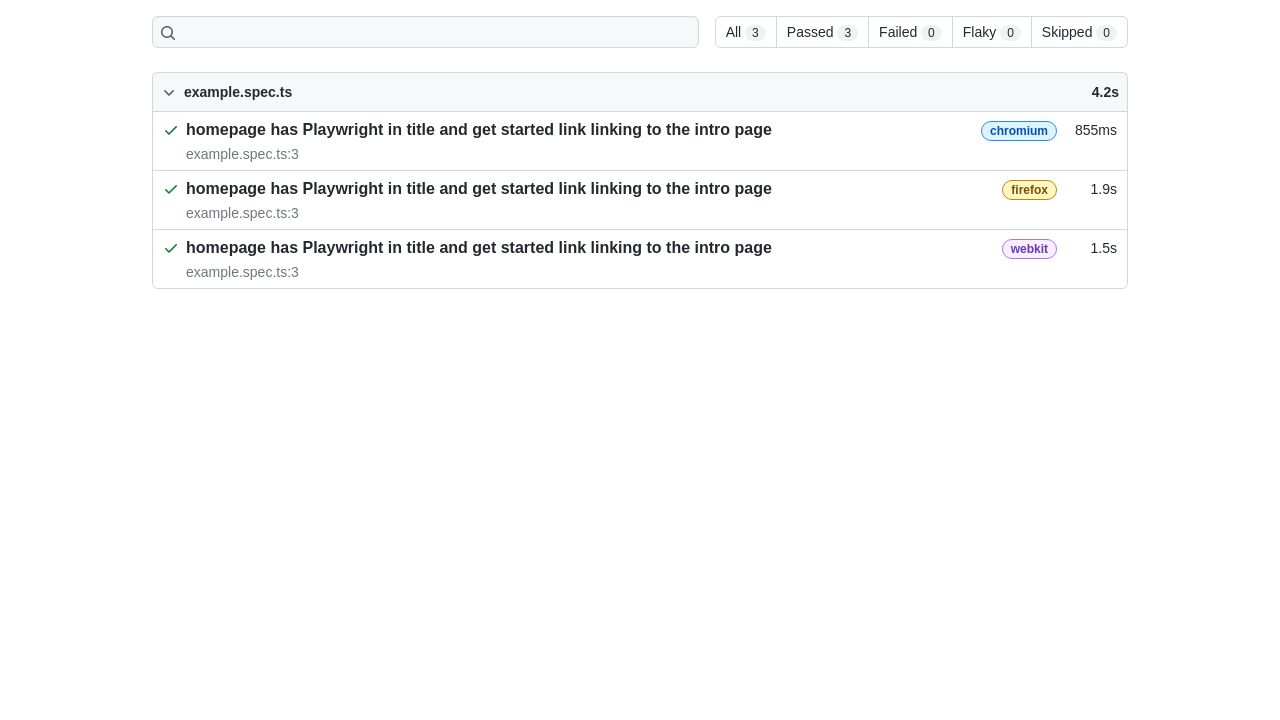 All 3 Passed 3 Failed 0 Flaky 0 Skipped 0
example.spec.ts 4.2s
homepage has Playwright in title and get started link linking to the intro page chromium 855ms
example.spec.ts:3
homepage has Playwright in title and get started link linking to the intro page firefox 1.9s
example.spec.ts:3
homepage has Playwright in title and get started link linking to the intro page webkit 1.5s
example.spec.ts:3